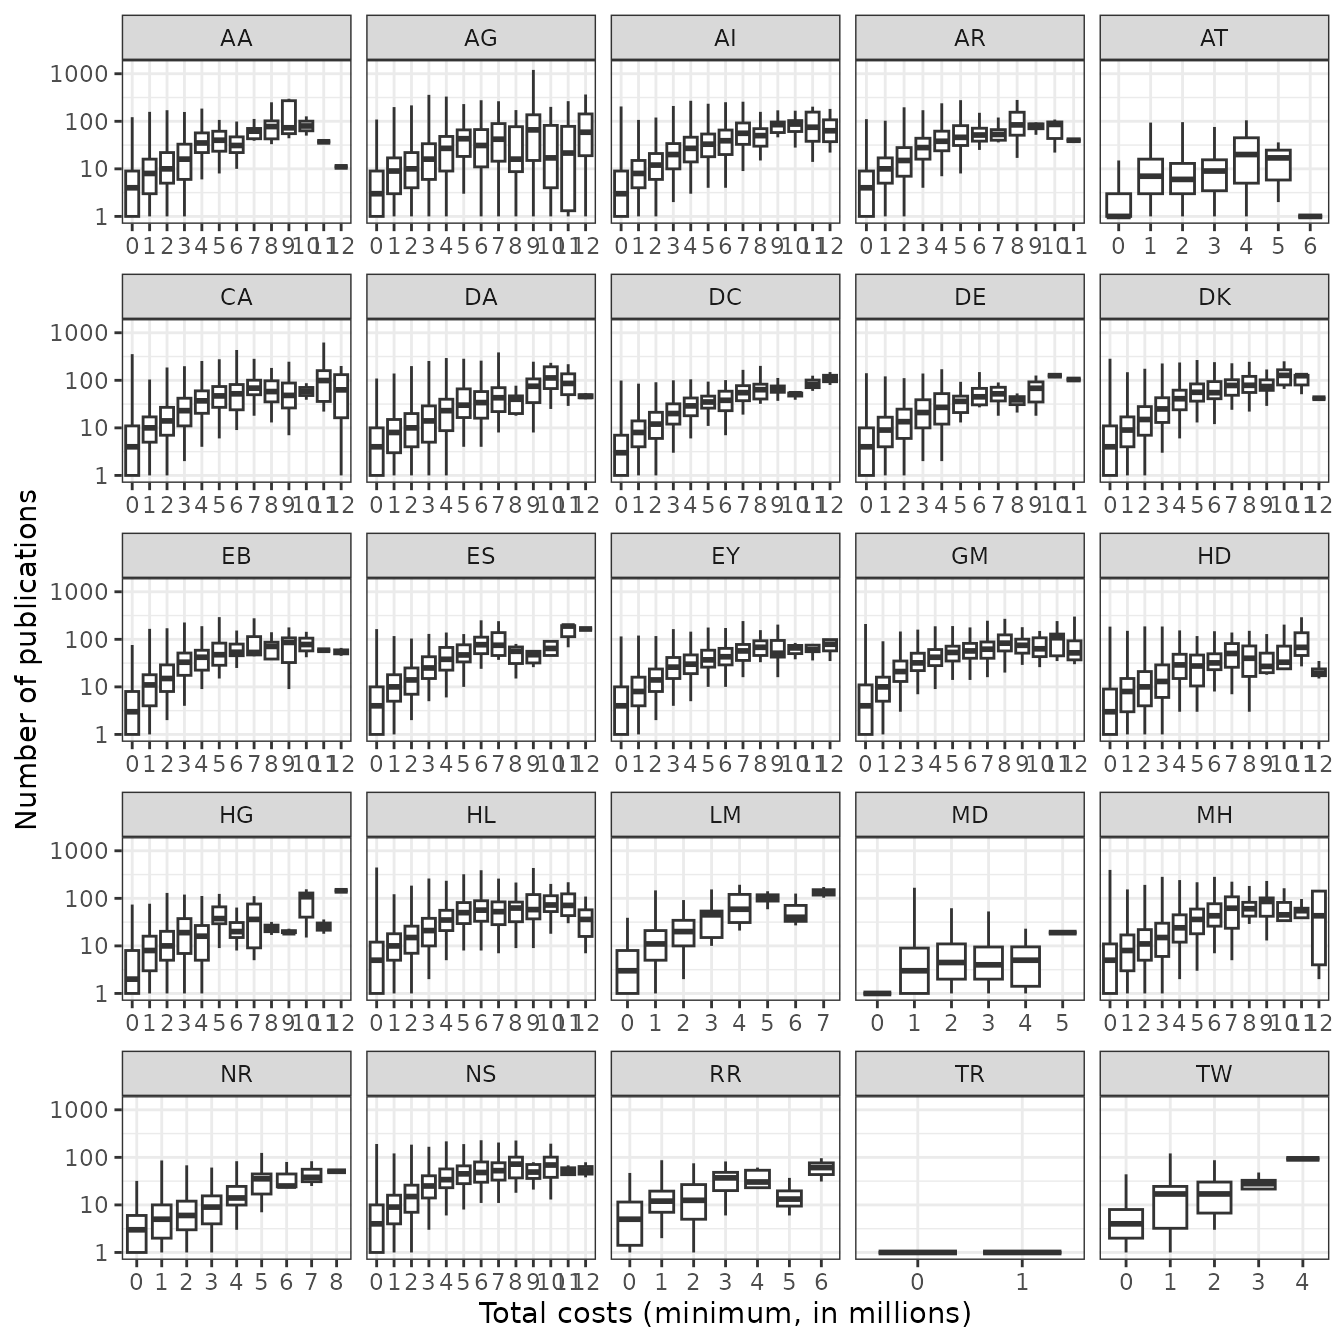 AA AG AI AR AT
1000
100
10
1
0 1 2 3 4 5 6 7 8 9 10 11 12 0 1 2 3 4 5 6 7 8 9 10 11 12 0 1 2 3 4 5 6 7 8 9 10 11 12 0 1 2 3 4 5 6 7 8 9 10 11 0 1 2 3 4 5 6
CA DA DC DE DK
1000
100
10
1
0 1 2 3 4 5 6 7 8 9 10 11 12 0 1 2 3 4 5 6 7 8 9 10 11 12 0 1 2 3 4 5 6 7 8 9 10 11 12 0 1 2 3 4 5 6 7 8 9 10 11 0 1 2 3 4 5 6 7 8 9 10 11 12
Number of publications
EB ES EY GM HD
1000
100
10
1
0 1 2 3 4 5 6 7 8 9 10 11 12 0 1 2 3 4 5 6 7 8 9 10 11 12 0 1 2 3 4 5 6 7 8 9 10 11 12 0 1 2 3 4 5 6 7 8 9 10 11 12 0 1 2 3 4 5 6 7 8 9 10 11 12
HG HL LM MD MH
1000
100
10
1
0 1 2 3 4 5 6 7 8 9 10 11 12 0 1 2 3 4 5 6 7 8 9 10 11 12 0 1 2 3 4 5 6 7 0 1 2 3 4 5 0 1 2 3 4 5 6 7 8 9 10 11 12
NR NS RR TR TW
1000
100
10
1
0 1 2 3 4 5 6 7 8 0 1 2 3 4 5 6 7 8 9 10 11 12 0 1 2 3 4 5 6 0 1 0 1 2 3 4
Total costs (minimum, in millions)